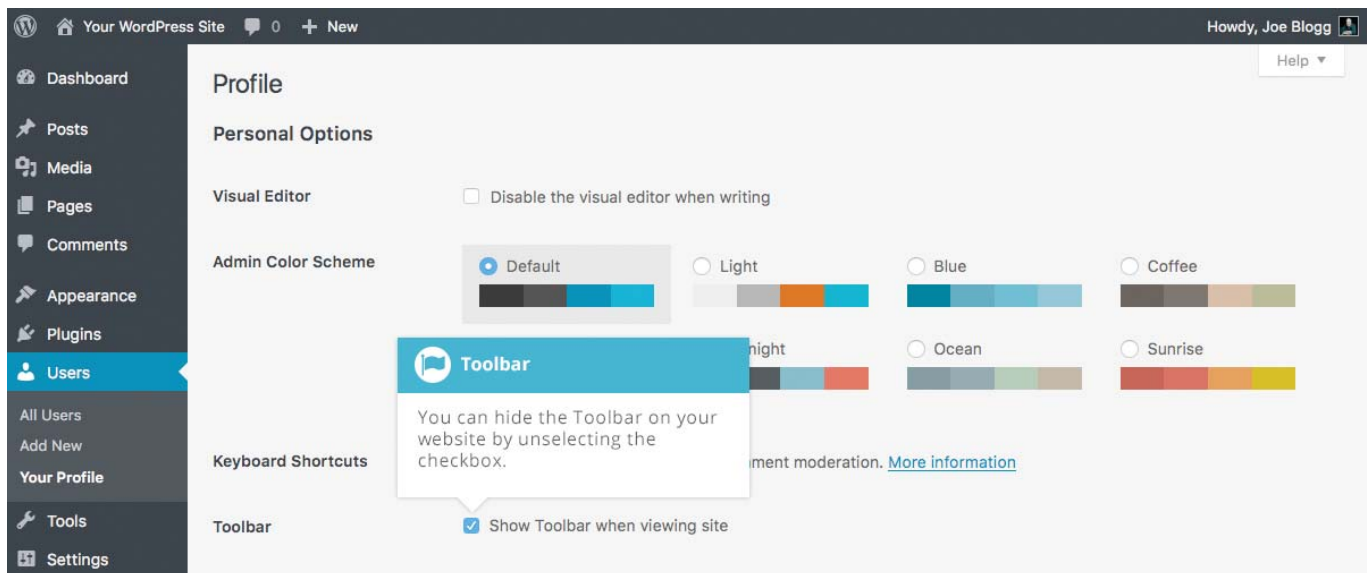 Your WordPress Site 0 + New Howdy, Joe Blogg
Help ▼
Dashboard
Posts
Media
Pages
Comments
Appearance
Plugins
Users
All Users
Add New
Your Profile
Tools
Settings
Profile
Personal Options
Visual Editor Disable the visual editor when writing
Admin Color Scheme Default Light Blue Coffee
Ocean Sunrise
Toolbar
You can hide the Toolbar on your
website by unselecting the
checkbox.
Keyboard Shortcuts moderation. More information
Toolbar Show Toolbar when viewing site